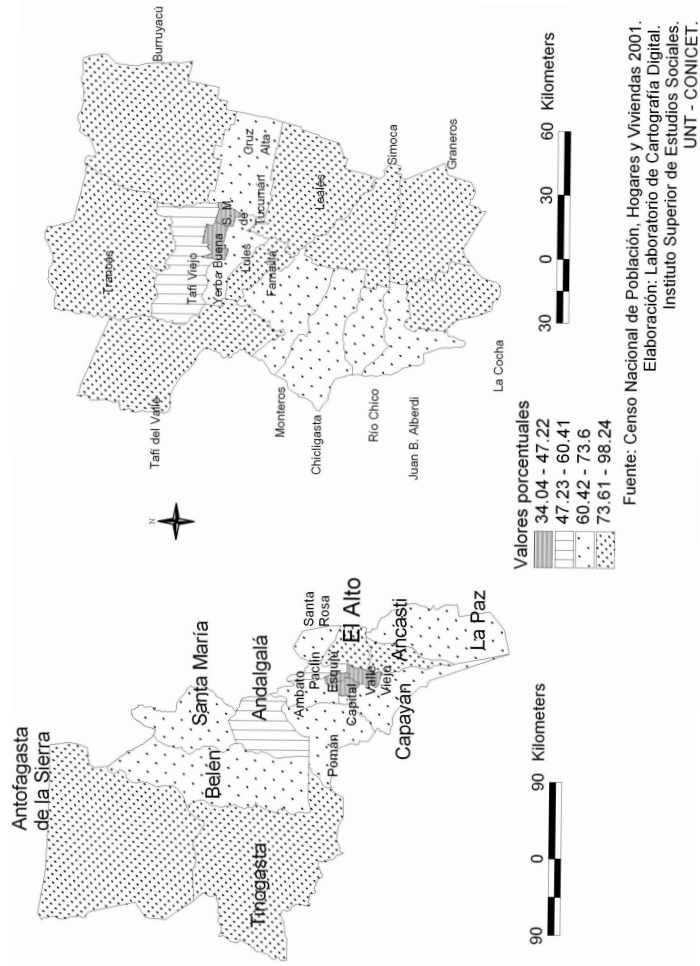 Antofagasta
de la Sierra
Santa María
Belén
Andalgalá
Tinogasta
Pomán
Ambato
Paclín
Santa
Rosa
Esquiú
El Alto
Capital
Valle
Viejo
Ancasti
Capayán
La Paz
90 0 90 Kilometers
N
Burruyacú
Trancas
Tafí del Valle
Tafí Viejo
Yerba Buena
S. M.
de
Tucumán
Cruz
Alta
Lules
Famaillá
Leales
Monteros
Simoca
Chicligasta
Río Chico
Graneros
Juan B. Alberdi
La Cocha
30 0 30 60 Kilometers
Valores porcentuales
34.04 - 47.22
47.23 - 60.41
60.42 - 73.6
73.61 - 98.24
Fuente: Censo Nacional de Población, Hogares y Viviendas 2001.
Elaboración: Laboratorio de Cartografía Digital.
Instituto Superior de Estudios Sociales.
UNT - CONICET.